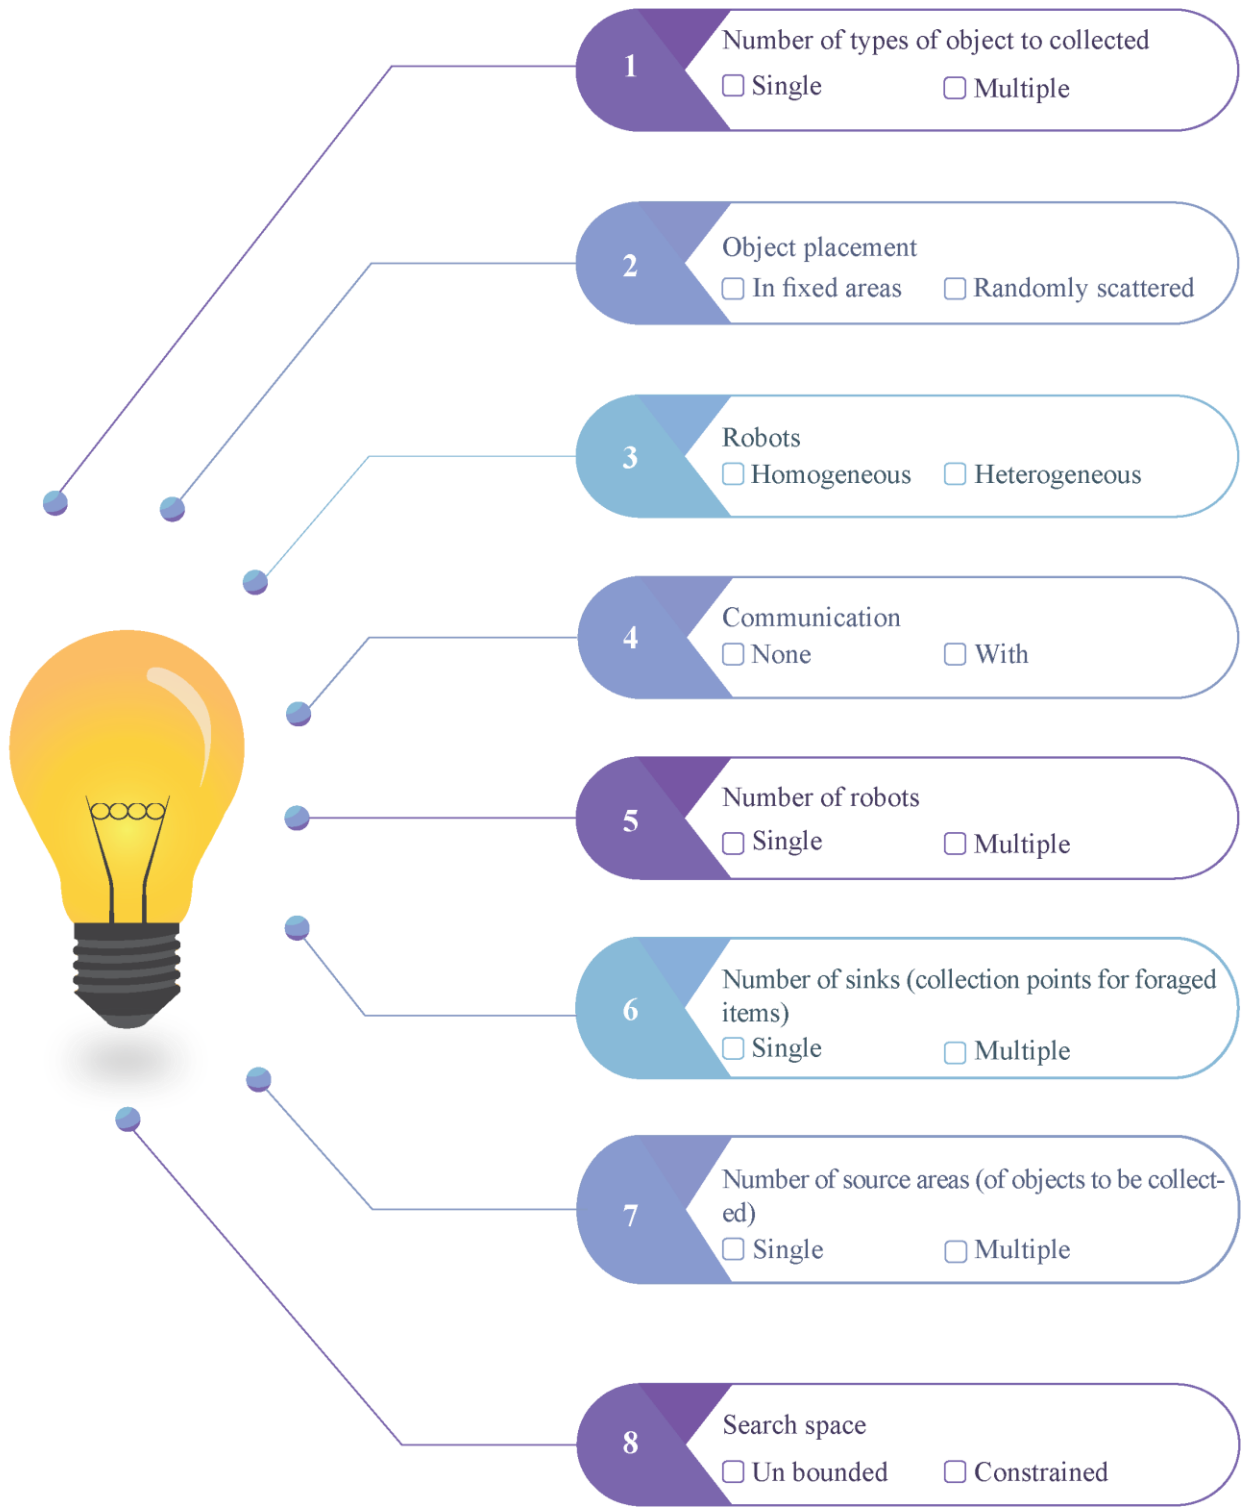 1
Number of types of object to collected
Single Multiple
2
Object placement
In fixed areas Randomly scattered
3
Robots
Homogeneous Heterogeneous
4
Communication
None With
5
Number of robots
Single Multiple
6
Number of sinks (collection points for foraged
items)
Single Multiple
7
Number of source areas (of objects to be collect-
ed)
Single Multiple
8
Search space
Un bounded Constrained